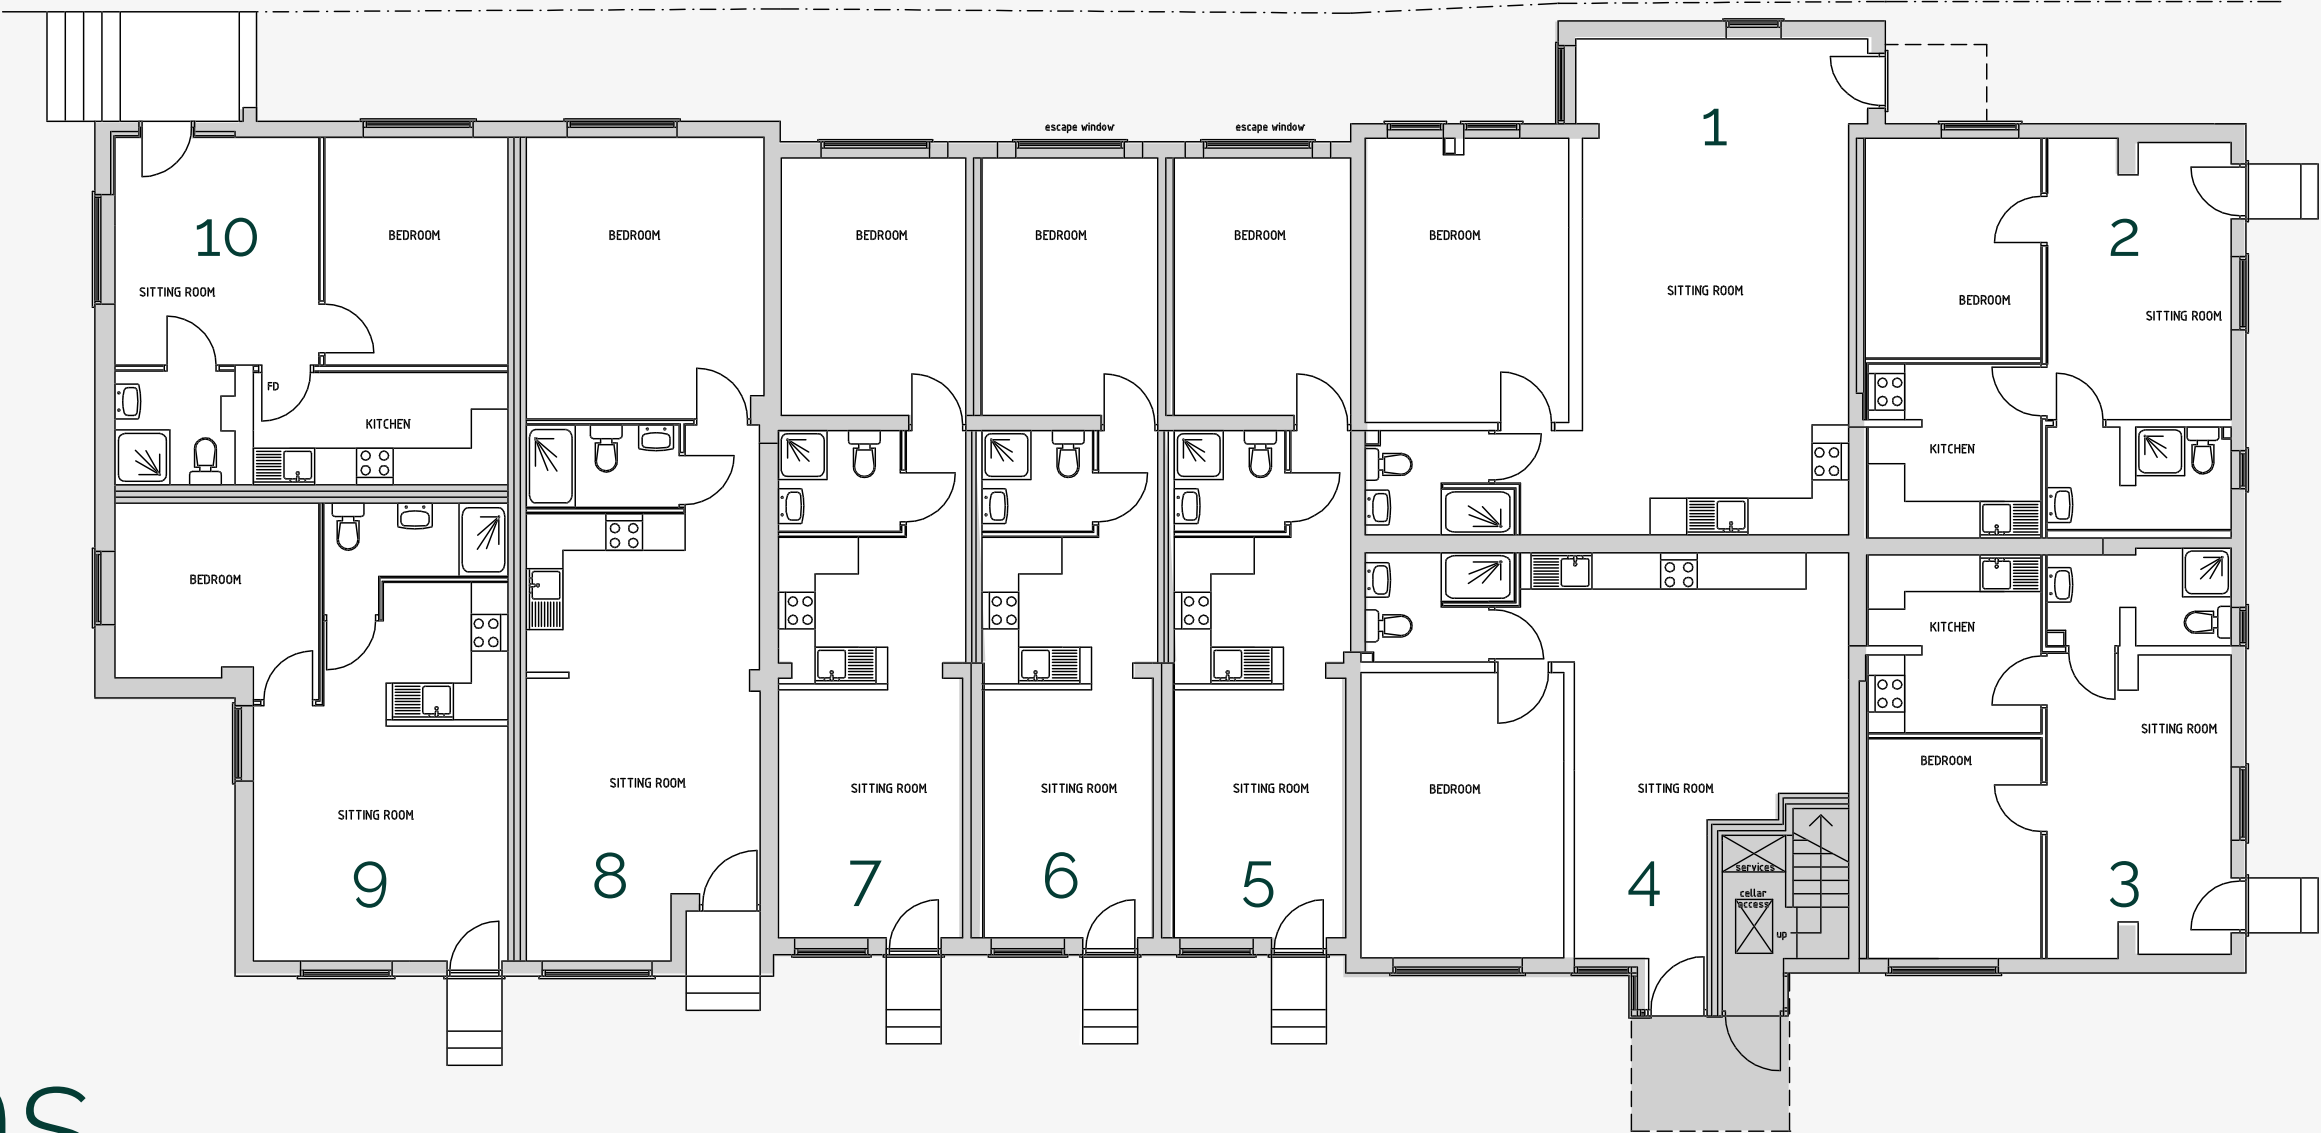 escape window
escape window
1
10
BEDROOM
BEDROOM
BEDROOM
BEDROOM
BEDROOM
BEDROOM
2
SITTING ROOM
SITTING ROOM
BEDROOM
SITTING ROOM
FD
KITCHEN
KITCHEN
BEDROOM
KITCHEN
SITTING ROOM
BEDROOM
SITTING ROOM
SITTING ROOM
SITTING ROOM
SITTING ROOM
BEDROOM
SITTING ROOM
SITTING ROOM
9
8
7
6
5
4
3
services
cellar
access
up
ns